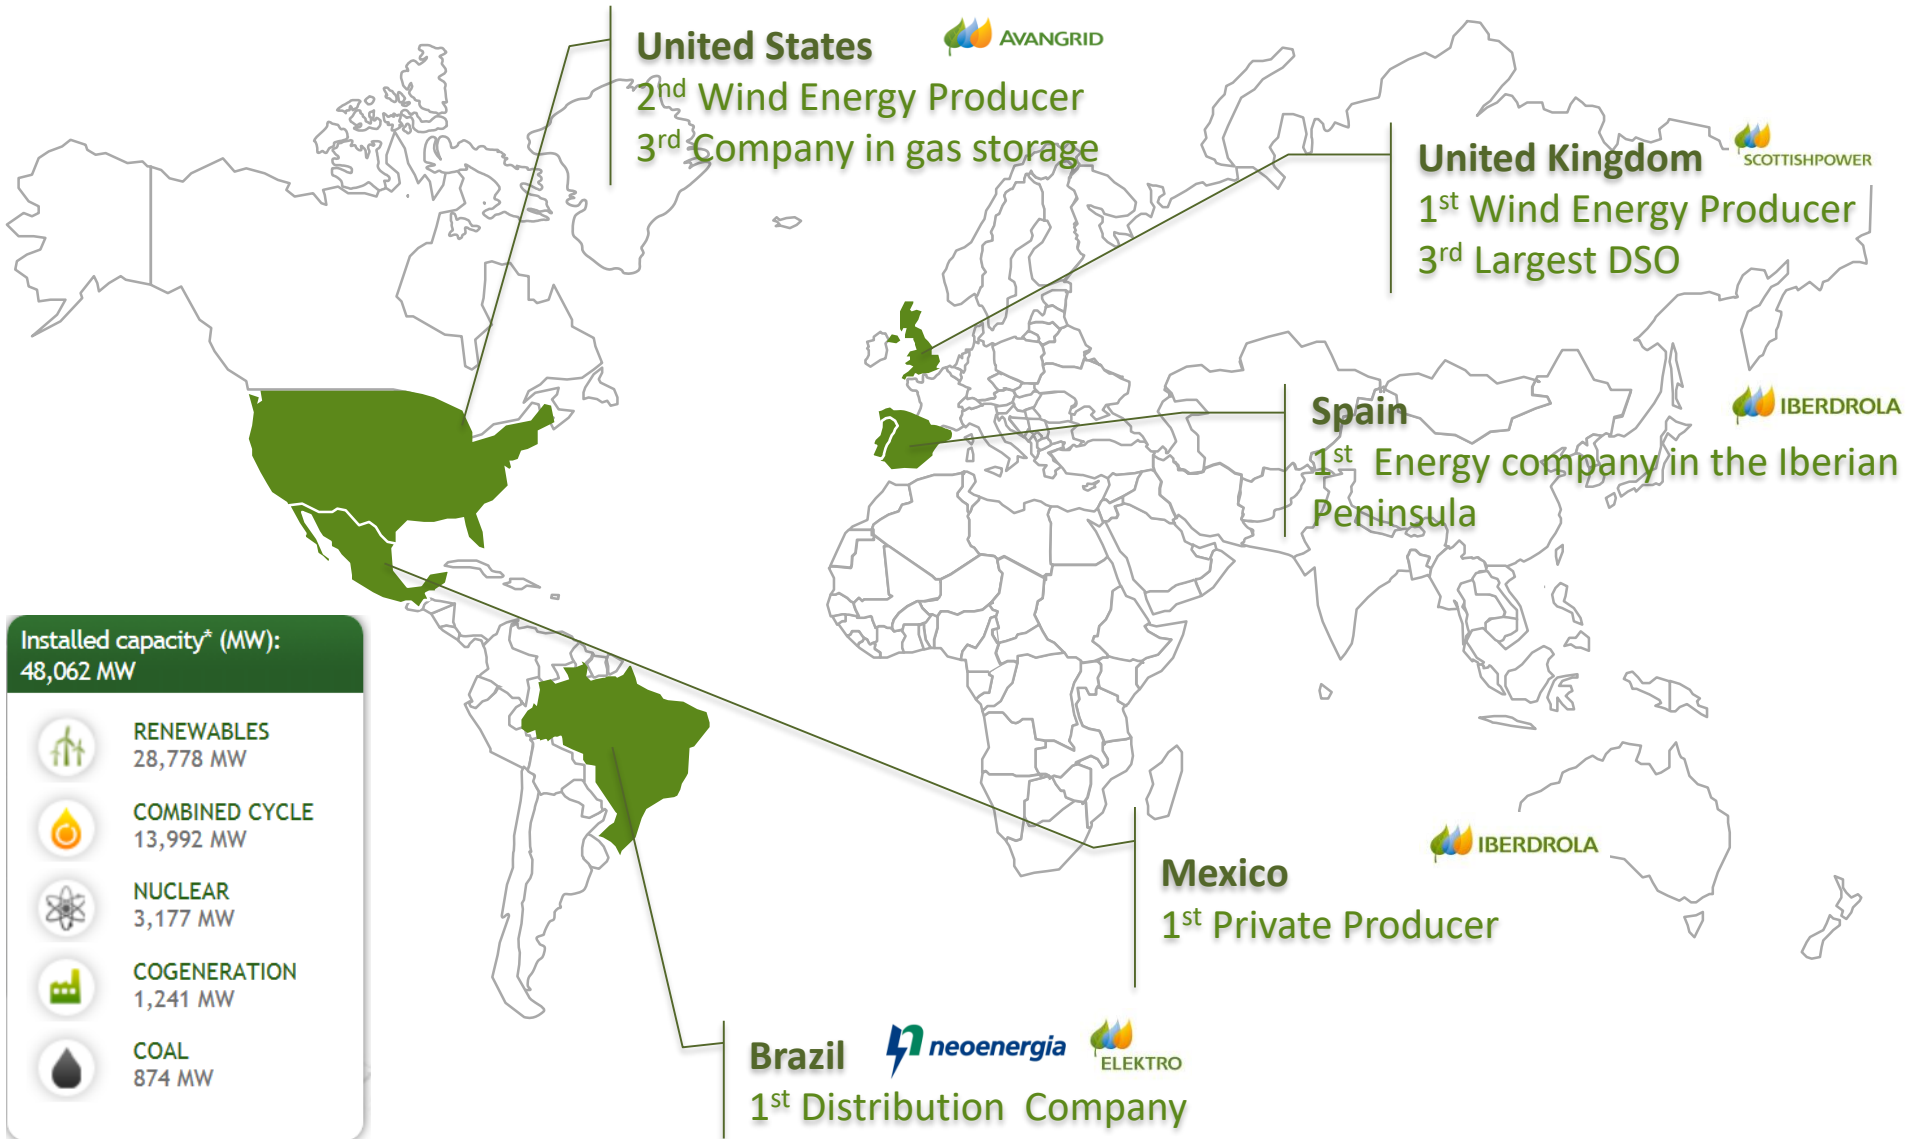 United States
AVANGRID
2nd Wind Energy Producer
3rd Company in gas storage
United Kingdom
SCOTTISHPOWER
1st Wind Energy Producer
3rd Largest DSO
Spain
IBERDROLA
1st Energy company in the Iberian
Peninsula
Installed capacity* (MW):
48,062 MW
RENEWABLES
28,778 MW
COMBINED CYCLE
13,992 MW
NUCLEAR
3,177 MW
COGENERATION
1,241 MW
COAL
874 MW
IBERDROLA
Mexico
1st Private Producer
Brazil
neoenergia
ELEKTRO
1st Distribution Company